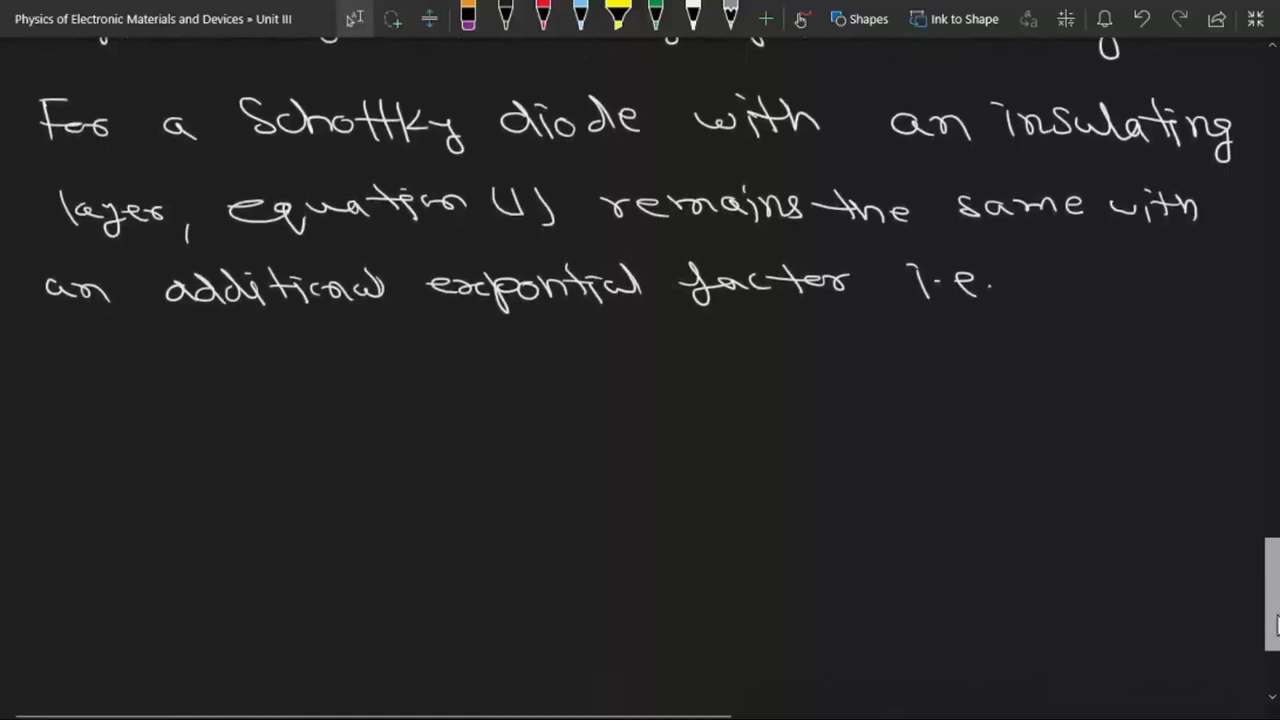 Physics of Electronic Materials and Devices » Unit III
Shapes
Ink to Shape
For a Schottky diode with an insulating
layer, equation (1) remains the same with
an additional expontial factor i.e.